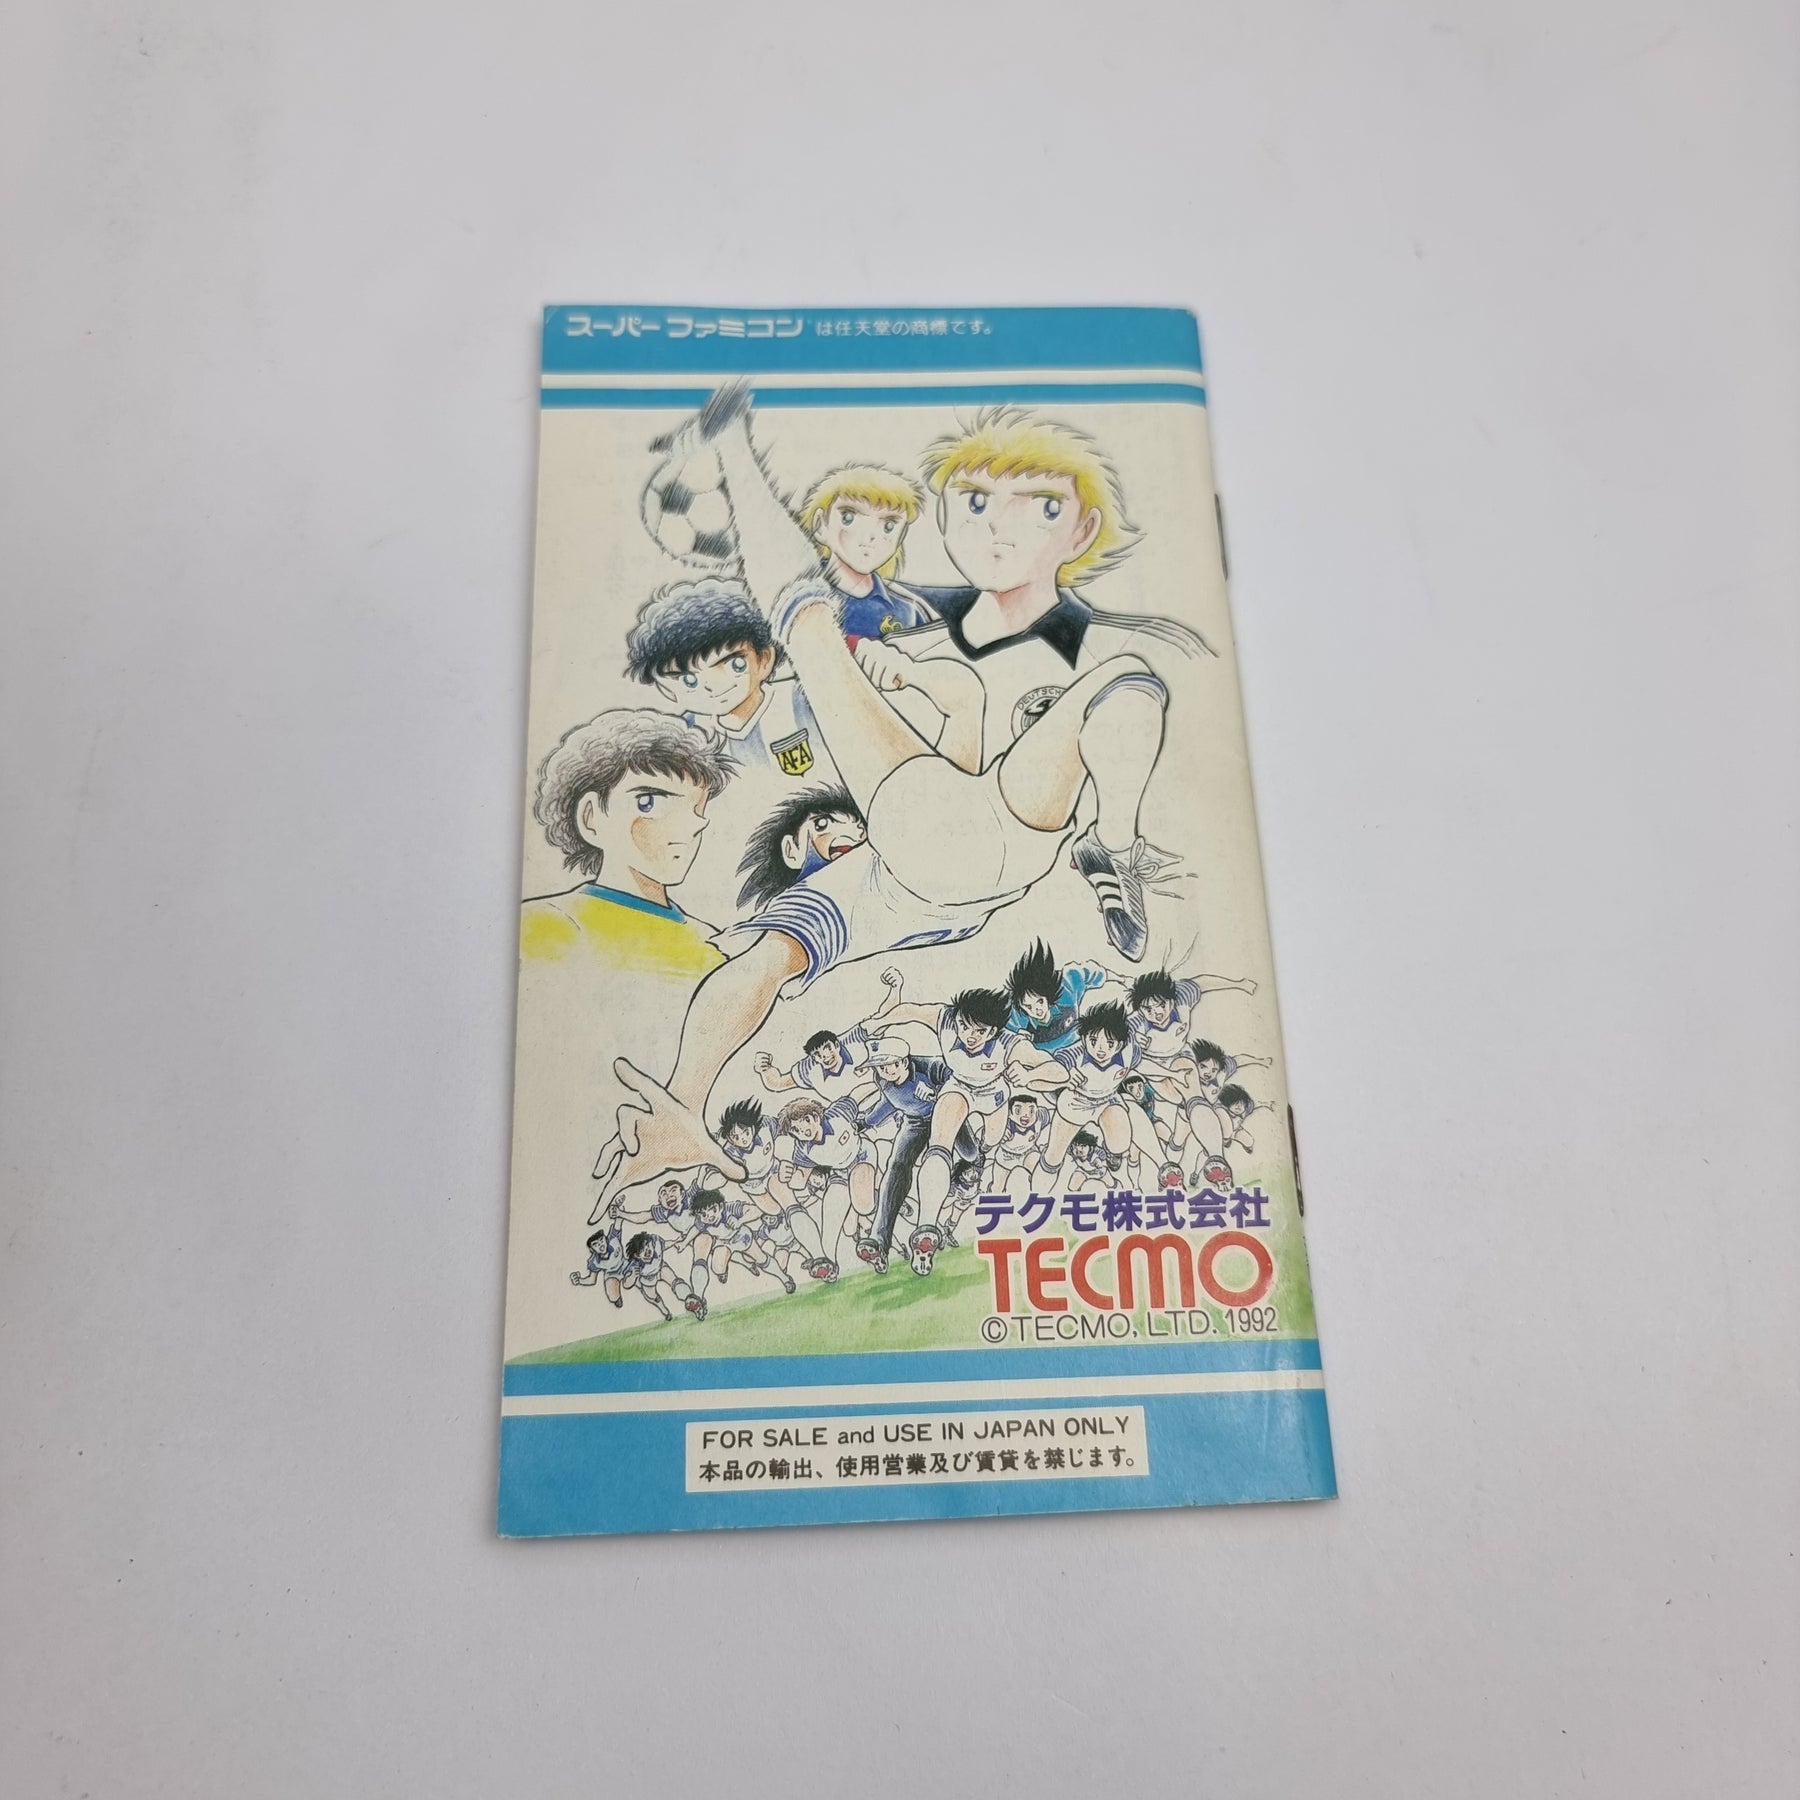 スーパーファミコン®は任天堂の商標です。
DEUTSCH
AFA
テクモ株式会社
TECMO
©TECMO, LTD. 1992
FOR SALE and USE IN JAPAN ONLY
本品の輸出、使用営業及び賃貸を禁じます。